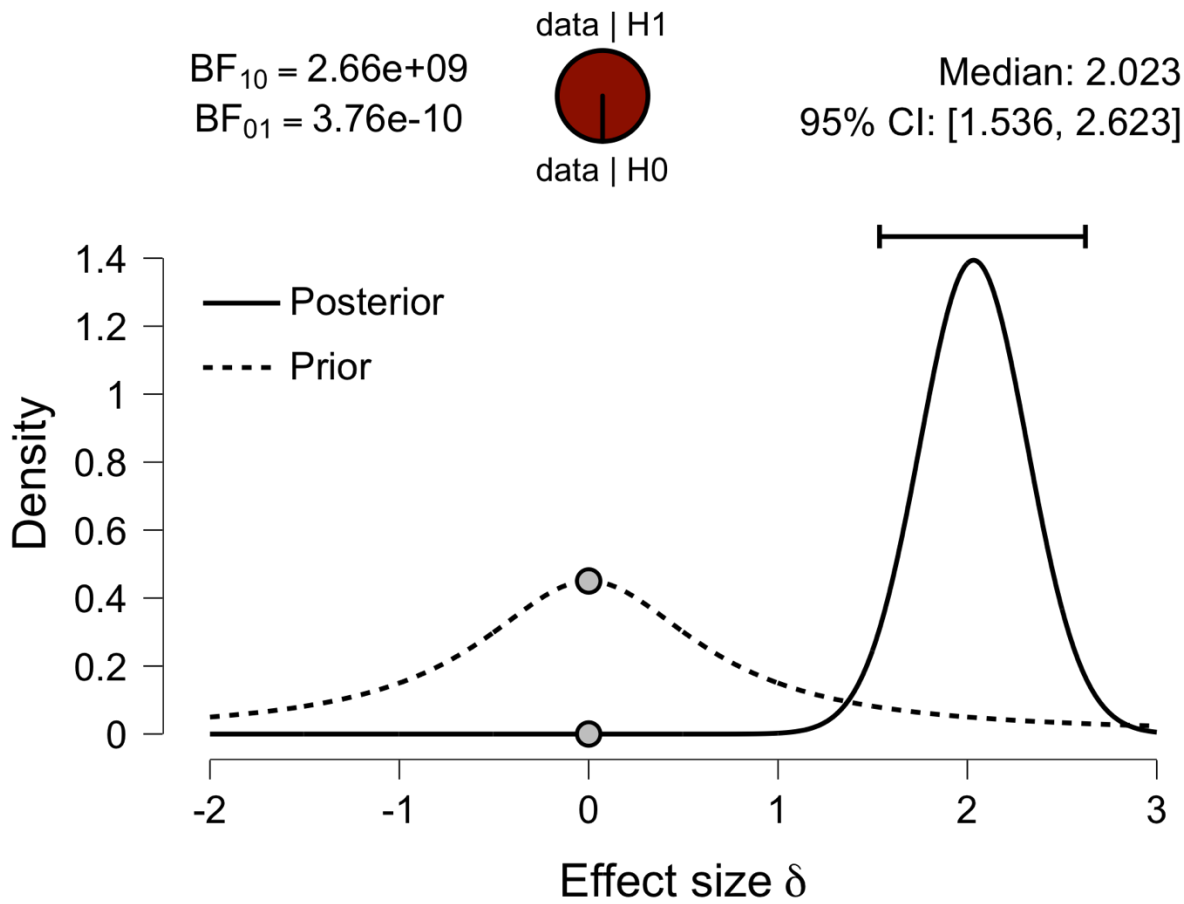 data | H1
BF₁₀ = 2.66e+09
BF₀₁ = 3.76e-10
Median: 2.023
95% CI: [1.536, 2.623]
data | H0
Posterior
Prior
Density
1.4
1.2
1
0.8
0.6
0.4
0.2
0
-2
-1
0
1
2
3
Effect size δ